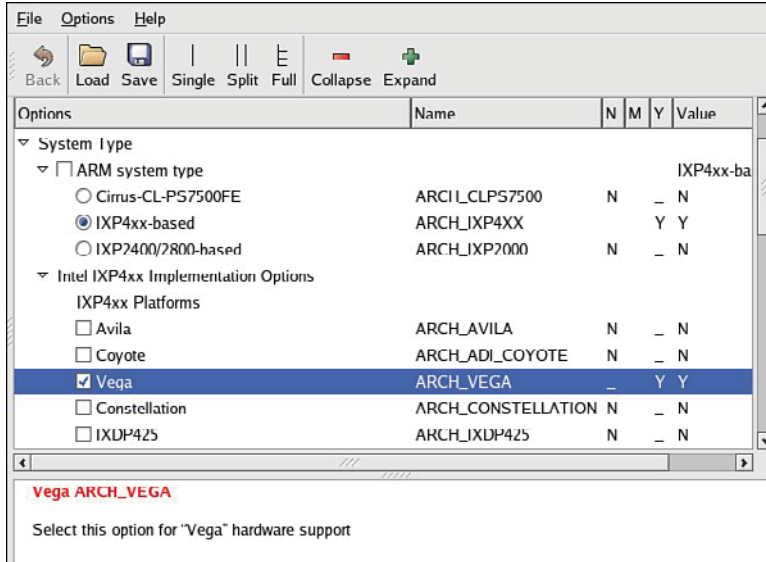 File Options Help
Back Load Save Single Split Full Collapse Expand
Options Name N M Y Value
System Type
ARM system type IXP4xx-ba
Cirrus-CL-PS7500FE ARCH_CLPS7500 N _ N
IXP4xx-based ARCH_IXP4XX Y Y
IXP2400/2800-based ARCH_IXP2000 N _ N
Intel IXP4xx Implementation Options
IXP4xx Platforms
Avila ARCH_AVILA N _ N
Coyote ARCH_ADI_COYOTE N _ N
Vega ARCH_VEGA _ Y Y
Constellation ARCH_CONSTELLATION N _ N
IXDP425 ARCH_IXDP425 N _ N
Vega ARCH_VEGA
Select this option for "Vega" hardware support